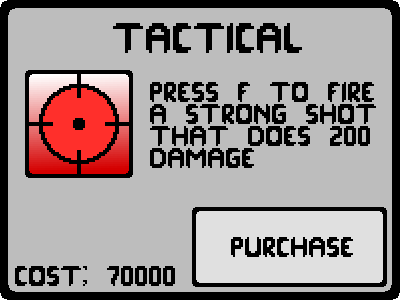 TACTICAL
PRESS F TO FIRE
A STRONG SHOT
THAT DOES 200
DAMAGE
PURCHASE
COST: 70000